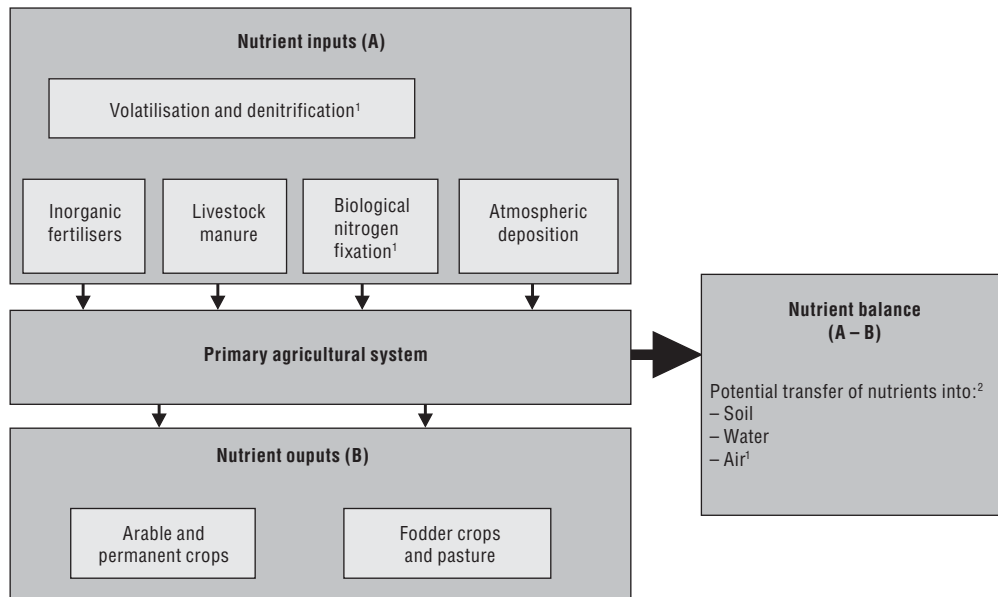 Nutrient inputs (A)
Volatilisation and denitrification¹
Inorganic
fertilisers
Livestock
manure
Biological
nitrogen
fixation¹
Atmospheric
deposition
Primary agricultural system
Nutrient balance
(A – B)
Potential transfer of nutrients into:²
– Soil
– Water
– Air¹
Nutrient ouputs (B)
Arable and
permanent crops
Fodder crops
and pasture